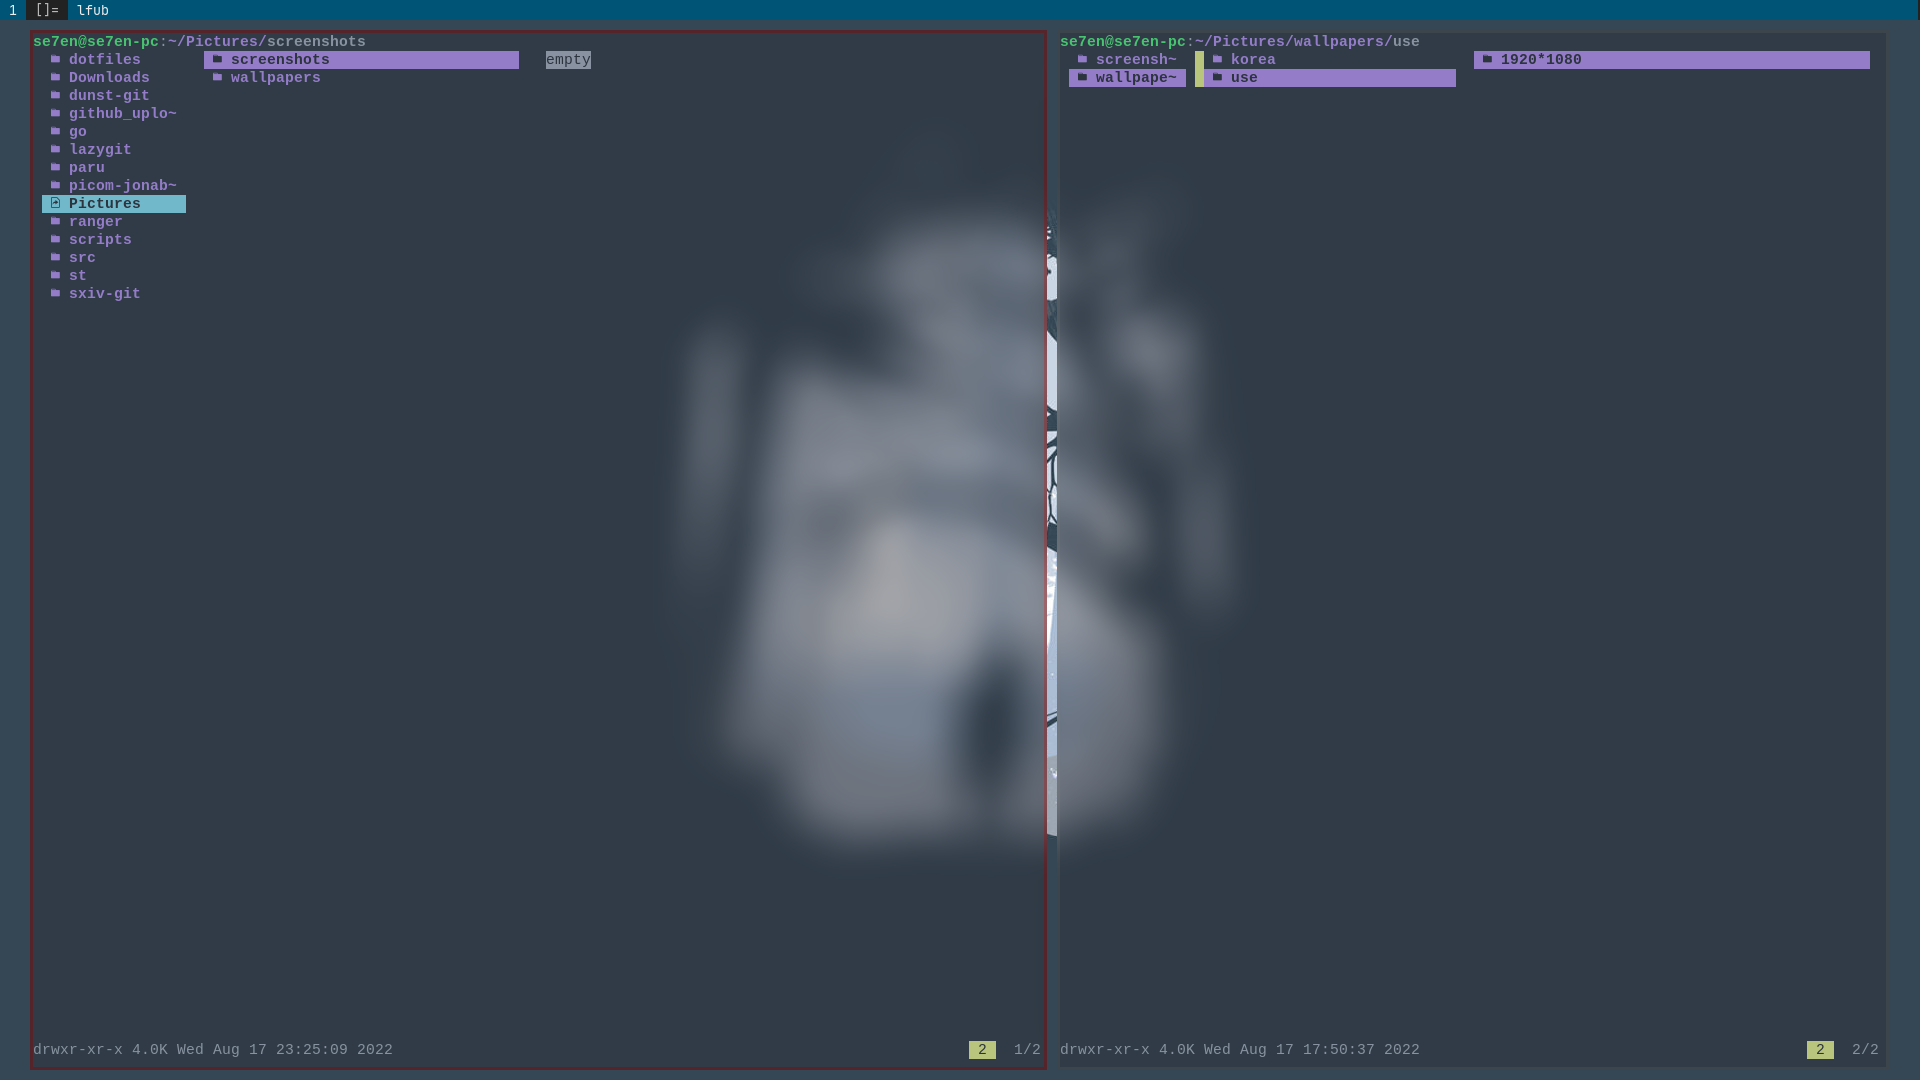 1 []= lfub
se7en@se7en-pc:~/Pictures/screenshots
dotfiles screenshots empty
Downloads wallpapers
dunst-git
github_uplo~
go
lazygit
paru
picom-jonab~
Pictures
ranger
scripts
src
st
sxiv-git
drwxr-xr-x 4.0K Wed Aug 17 23:25:09 2022 2 1/2
se7en@se7en-pc:~/Pictures/wallpapers/use
screensh~ korea 1920*1080
wallpape~ use
drwxr-xr-x 4.0K Wed Aug 17 17:50:37 2022 2 2/2